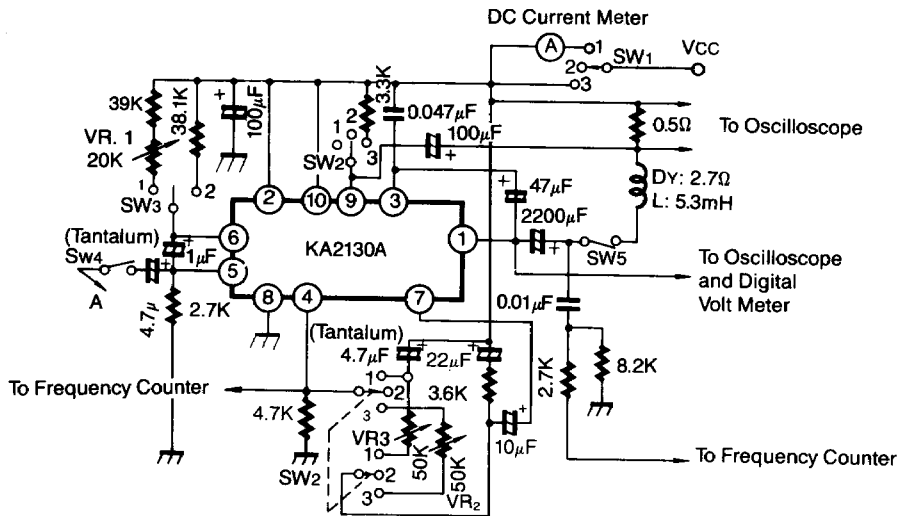 DC Current Meter
A
1
2
SW1
VCC
3
39K
38.1K
100μF
3.3K
0.047μF
100μF
0.5Ω
To Oscilloscope
VR. 1
20K
1
2
3
SW2
1
2
SW3
47μF
DY: 2.7Ω
L: 5.3mH
2200μF
SW5
2
10
9
3
(Tantalum)
6
KA2130A
1
1μF
Sw4
5
A
8
4
7
To Oscilloscope
and Digital
Volt Meter
4.7μ
2.7K
0.01μF
(Tantalum)
4.7μF
22μF
2.7K
8.2K
To Frequency Counter
1
2
3
3.6K
4.7K
VR3
50K
50K
10μF
1
2
3
SW2
VR2
To Frequency Counter